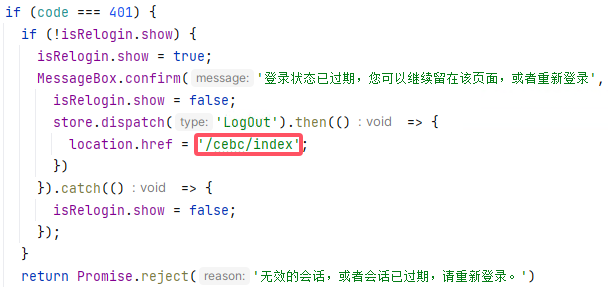 if (code === 401) {
  if (!isRelogin.show) {
    isRelogin.show = true;
    MessageBox.confirm( message: '登录状态已过期，您可以继续留在该页面，或者重新登录',
      isRelogin.show = false;
      store.dispatch( type: 'LogOut').then(() : void => {
        location.href = '/cebc/index';
      })
    }).catch(() : void => {
      isRelogin.show = false;
    });
  }
  return Promise.reject( reason: '无效的会话，或者会话已过期，请重新登录。')